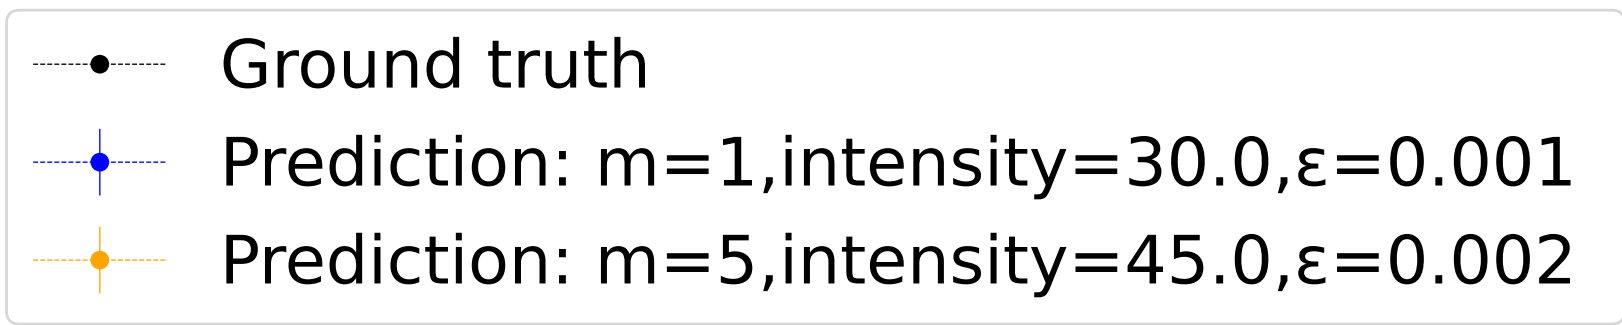 Ground truth
Prediction: m=1,intensity=30.0,ε=0.001
Prediction: m=5,intensity=45.0,ε=0.002